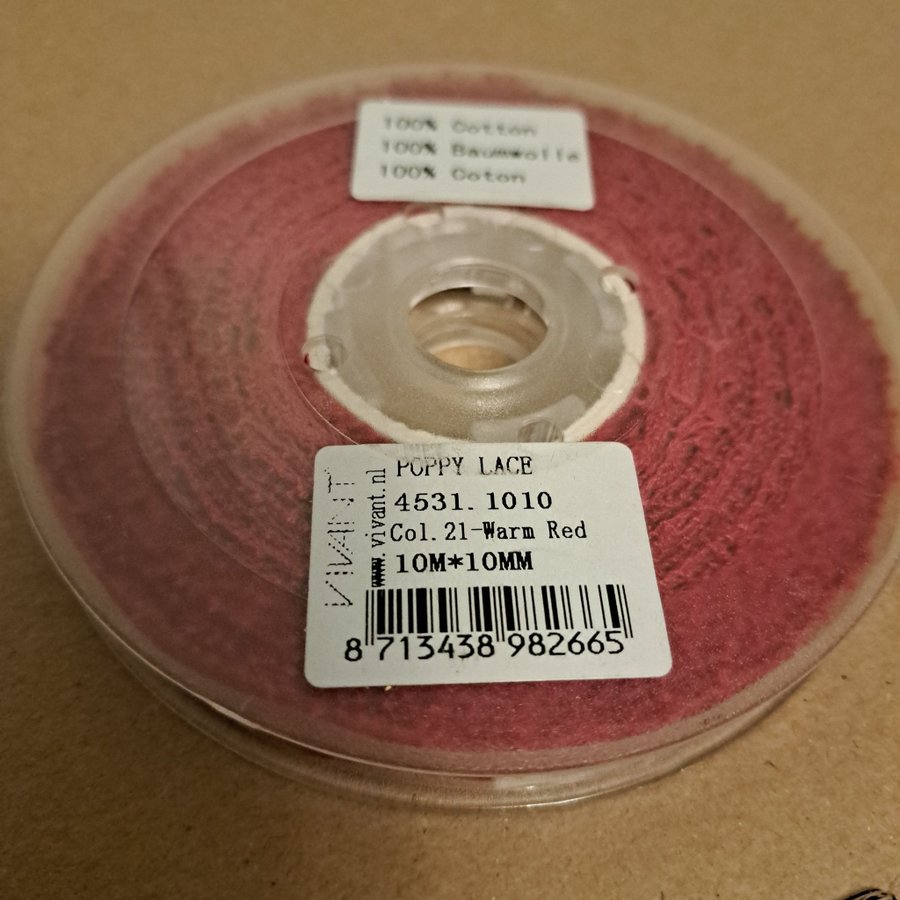 100% Cotton
100% Baumwolle
100% Coton
VIVANT
www.vivant.nl
POPPY LACE
4531.1010
Col.21-Warm Red
10M*10MM
8 713438 982665